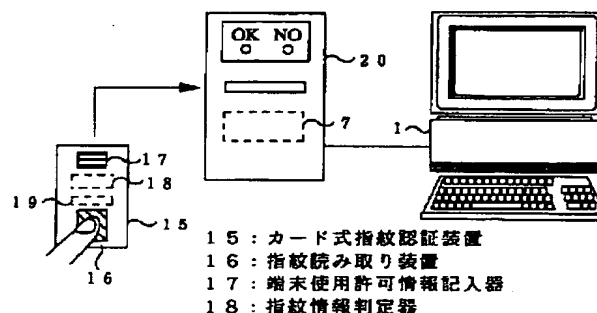 OK NO
20
7
1
17
18
19
15
16
15：カード式指紋認証装置
16：指紋読み取り装置
17：端末使用許可情報記入器
18：指紋情報判定器